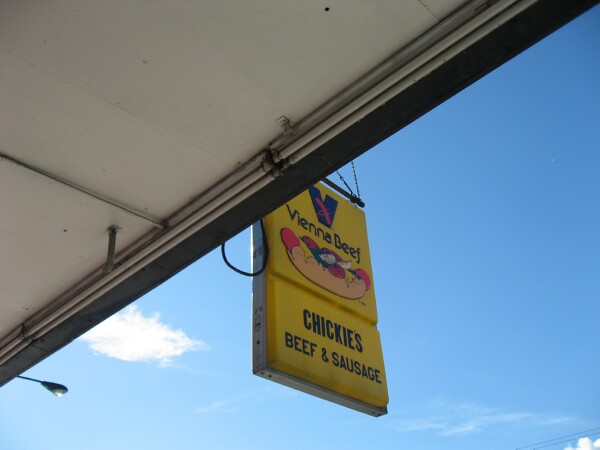 V
Vienna Beef
CHICKIE'S
BEEF & SAUSAGE